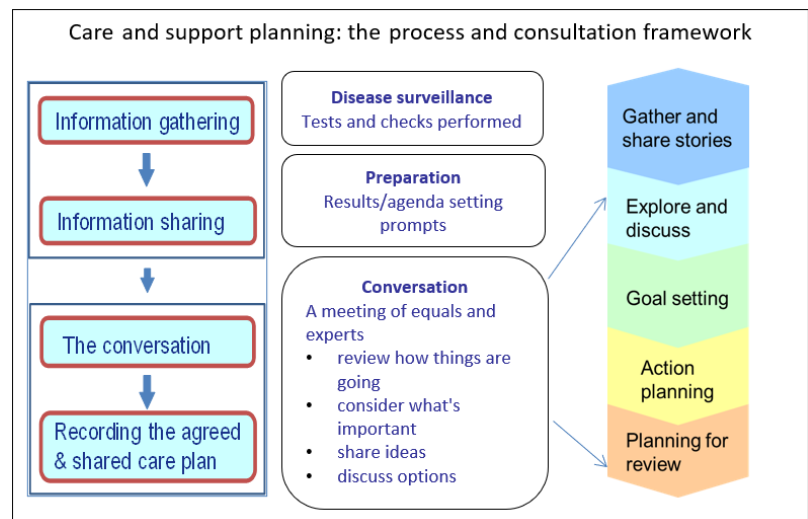 Care and support planning: the process and consultation framework
Information gathering
Information sharing
The conversation
Recording the agreed
& shared care plan
Disease surveillance
Tests and checks performed
Preparation
Results/agenda setting
prompts
Conversation
A meeting of equals and
experts
• review how things are
going
• consider what's
important
• share ideas
• discuss options
Gather and
share stories
Explore and
discuss
Goal setting
Action
planning
Planning for
review